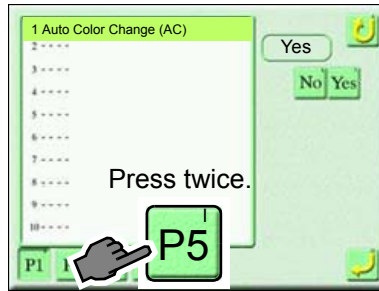 1 Auto Color Change (AC)
2 - - - -
3 - - - -
4 - - - -
5 - - - -
6 - - - -
7 - - - -
8 - - - -
9 - - - -
10 - - - -
Yes
No Yes
Press twice.
P5
P1